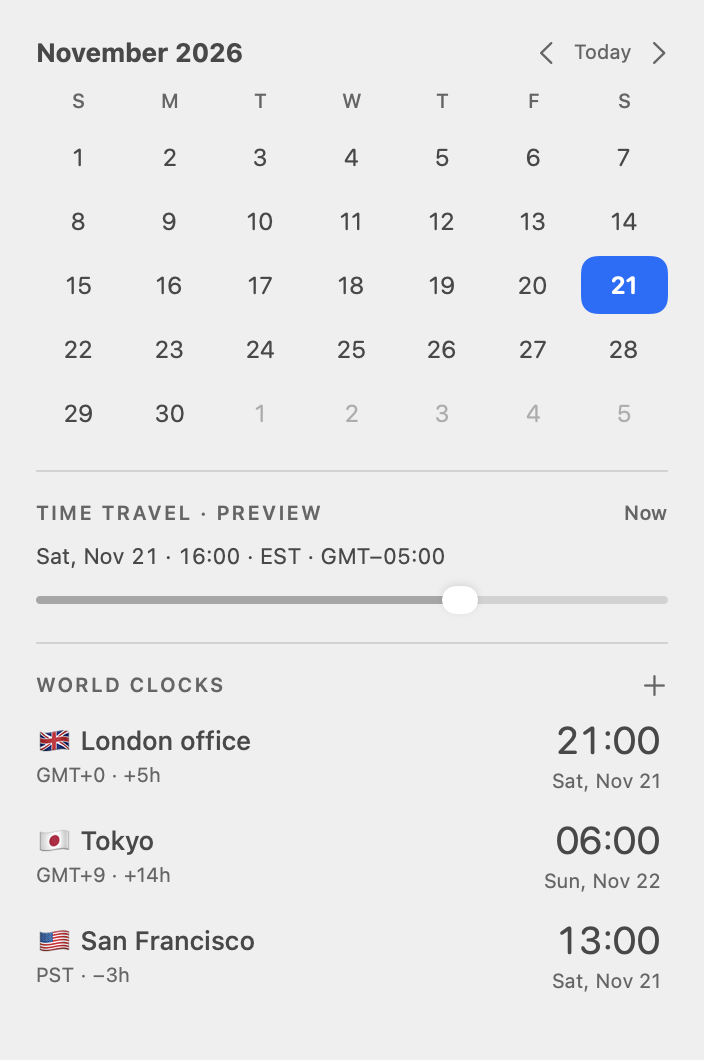 November 2026 Today
S M T W T F S
1 2 3 4 5 6 7
8 9 10 11 12 13 14
15 16 17 18 19 20 21
22 23 24 25 26 27 28
29 30 1 2 3 4 5
TIME TRAVEL · PREVIEW Now
Sat, Nov 21 · 16:00 · EST · GMT−05:00
WORLD CLOCKS
London office 21:00
GMT+0 · +5h Sat, Nov 21
Tokyo 06:00
GMT+9 · +14h Sun, Nov 22
San Francisco 13:00
PST · −3h Sat, Nov 21